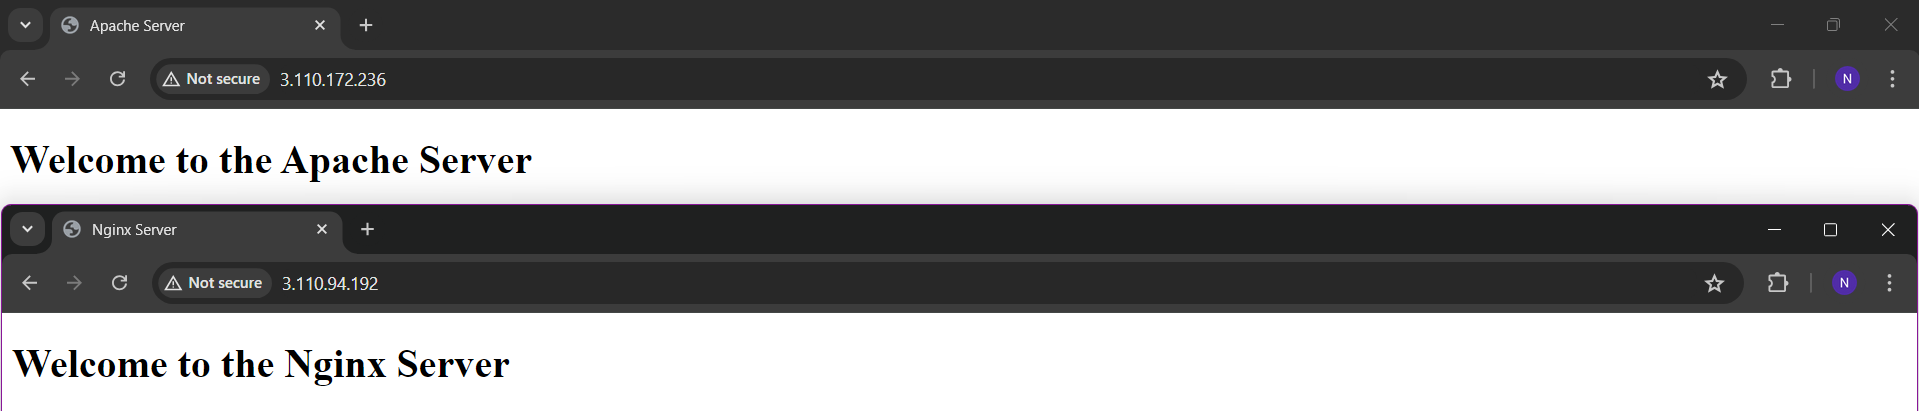 Apache Server
Not secure 3.110.172.236
N
Welcome to the Apache Server
Nginx Server
Not secure 3.110.94.192
N
Welcome to the Nginx Server